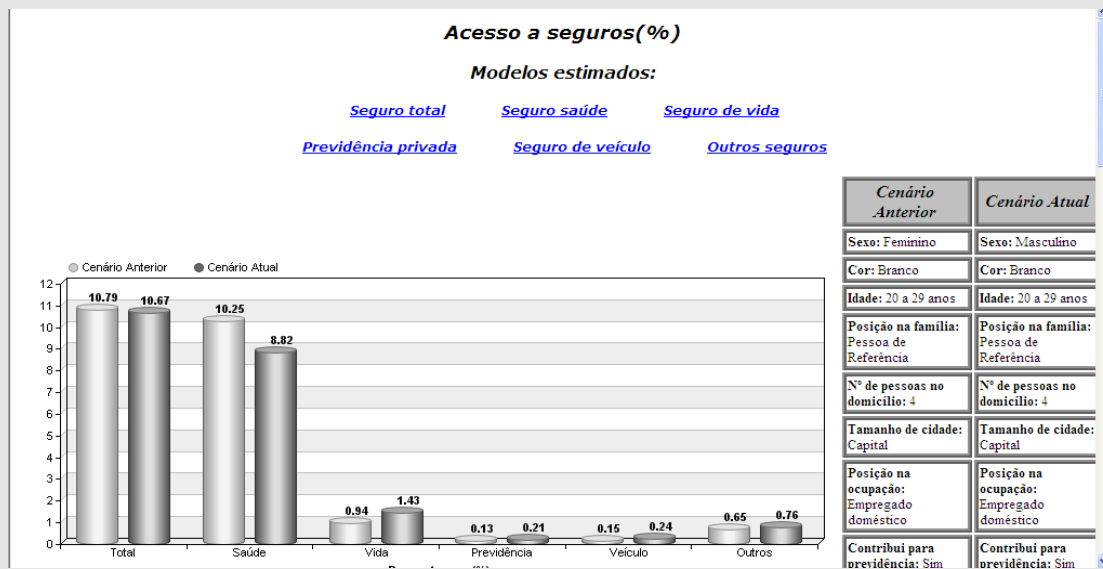 Acesso a seguros(%)
Modelos estimados:
Seguro total Seguro saúde Seguro de vida
Previdência privada Seguro de veículo Outros seguros
Cenário Anterior Cenário Atual
12
11
10
9
8
7
6
5
4
3
2
1
0
10.79 10.67
10.25 8.82
0.94 1.43
0.13 0.21
0.15 0.24
0.65 0.76
Total Saúde Vida Previdência Veículo Outros
Cenário
Anterior
Cenário Atual
Sexo: Feminino
Sexo: Masculino
Cor: Branco
Cor: Branco
Idade: 20 a 29 anos
Idade: 20 a 29 anos
Posição na família:
Pessoa de
Referência
Posição na família:
Pessoa de
Referência
Nº de pessoas no
domicílio: 4
Nº de pessoas no
domicílio: 4
Tamanho de cidade:
Capital
Tamanho de cidade:
Capital
Posição na
ocupação:
Empregado
doméstico
Posição na
ocupação:
Empregado
doméstico
Contribui para
previdência: Sim
Contribui para
previdência: Sim